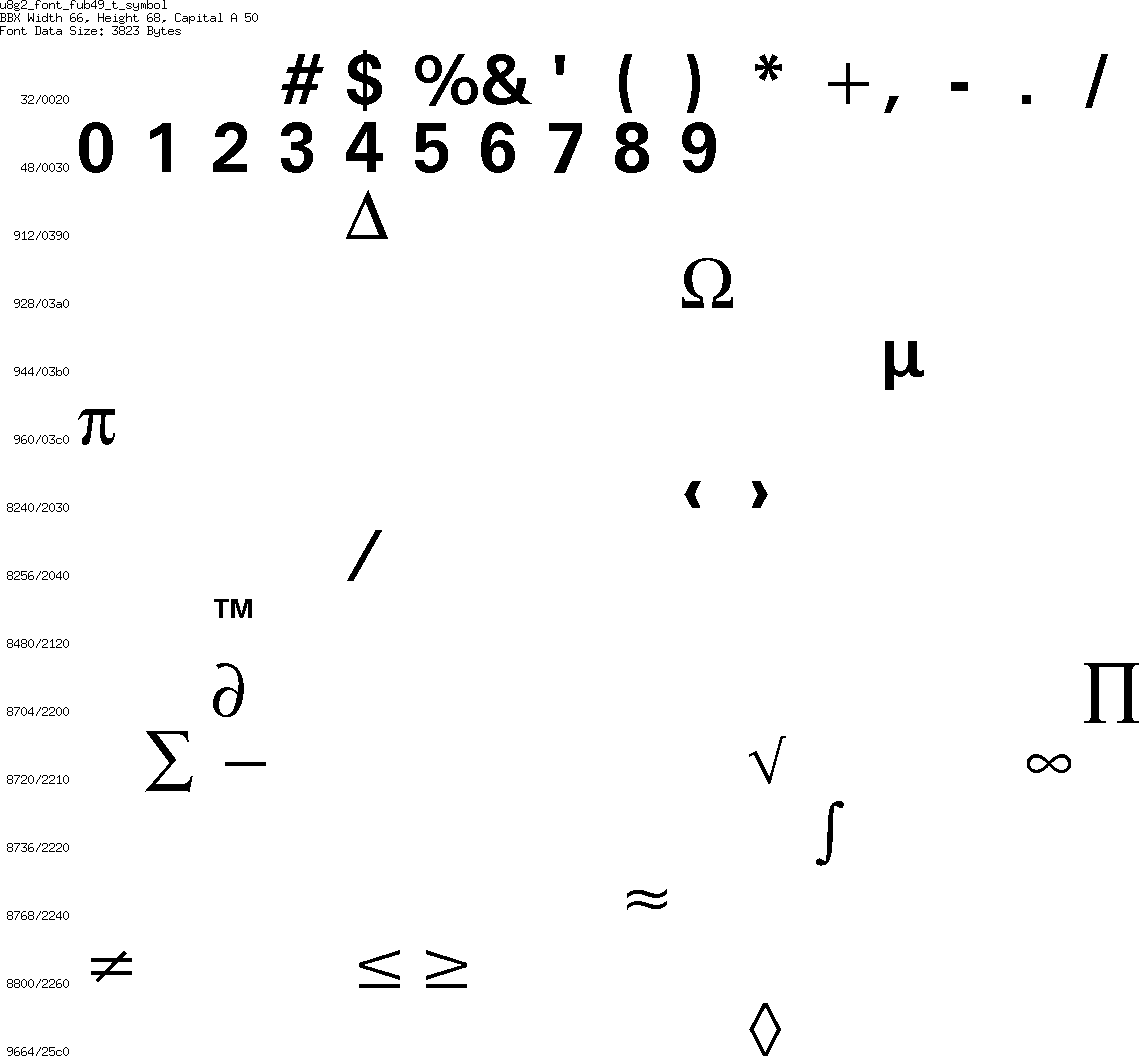 u8g2_font_fub49_t_symbol
BBX Width 66, Height 68, Capital A 50
Font Data Size: 3823 Bytes
32/0020 # $ % & ' ( ) * + , - . /
48/0030 0 1 2 3 4 5 6 7 8 9
912/0390 Δ
928/03a0 Ω
944/03b0 μ
960/03c0 π
8240/2030 ‹ ›
8256/2040 ⁄
8480/2120 ™
8704/2200 ∂ ∏
8720/2210 ∑ − √ ∞
8736/2220 ∫
8768/2240 ≈
8800/2260 ≠ ≤ ≥
9664/25c0 ◊